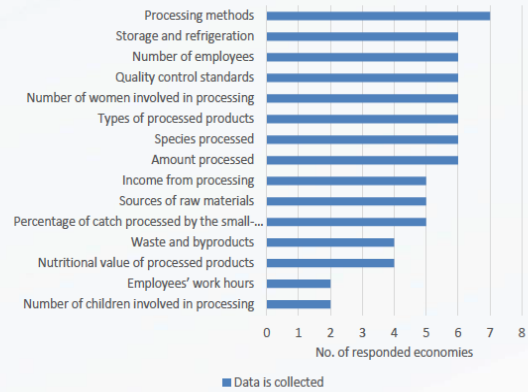 Processing methods
Storage and refrigeration
Number of employees
Quality control standards
Number of women involved in processing
Types of processed products
Species processed
Amount processed
Income from processing
Sources of raw materials
Percentage of catch processed by the small-...
Waste and byproducts
Nutritional value of processed products
Employees' work hours
Number of children involved in processing
0 1 2 3 4 5 6 7 8
No. of responded economies
Data is collected